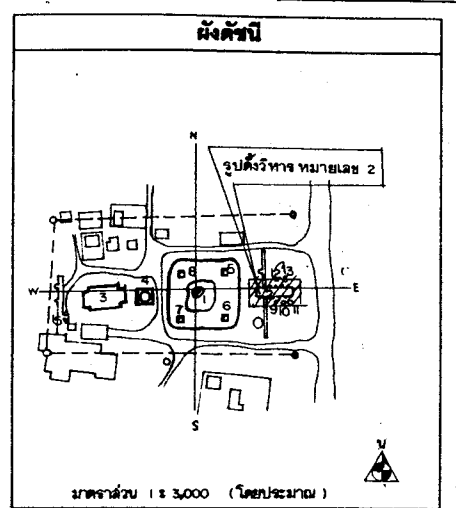 ผังดัชนี
N
รูปตั้งวิหาร หมายเลข 2
8 5 12 13
W 3 4 1 E
7 6 9 10 11
S
น
มาตราส่วน 1 : 3,000 (โดยประมาณ)